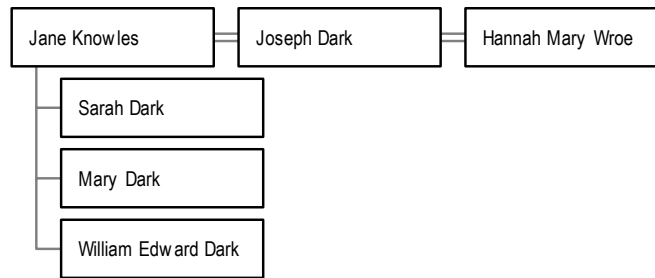 Jane Knowles
Joseph Dark
Hannah Mary Wroe
Sarah Dark
Mary Dark
William Edward Dark